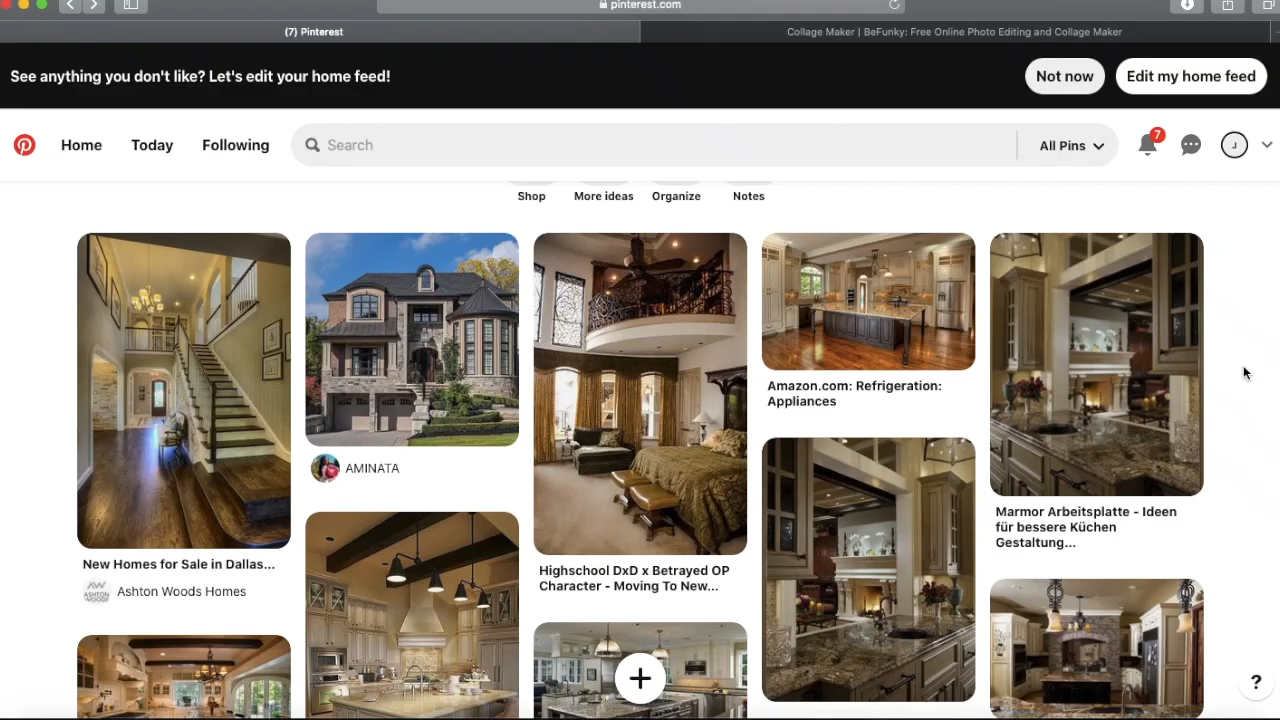 pinterest.com
(7) Pinterest
Collage Maker | BeFunky: Free Online Photo Editing and Collage Maker
See anything you don't like? Let's edit your home feed!
Not now
Edit my home feed
Home
Today
Following
Search
All Pins
7
J
Shop
More ideas
Organize
Notes
New Homes for Sale in Dallas...
ASHTON
WOODS
Ashton Woods Homes
AMINATA
Highschool DxD x Betrayed OP
Character - Moving To New...
Amazon.com: Refrigeration:
Appliances
Marmor Arbeitsplatte - Ideen
für bessere Küchen
Gestaltung...
?